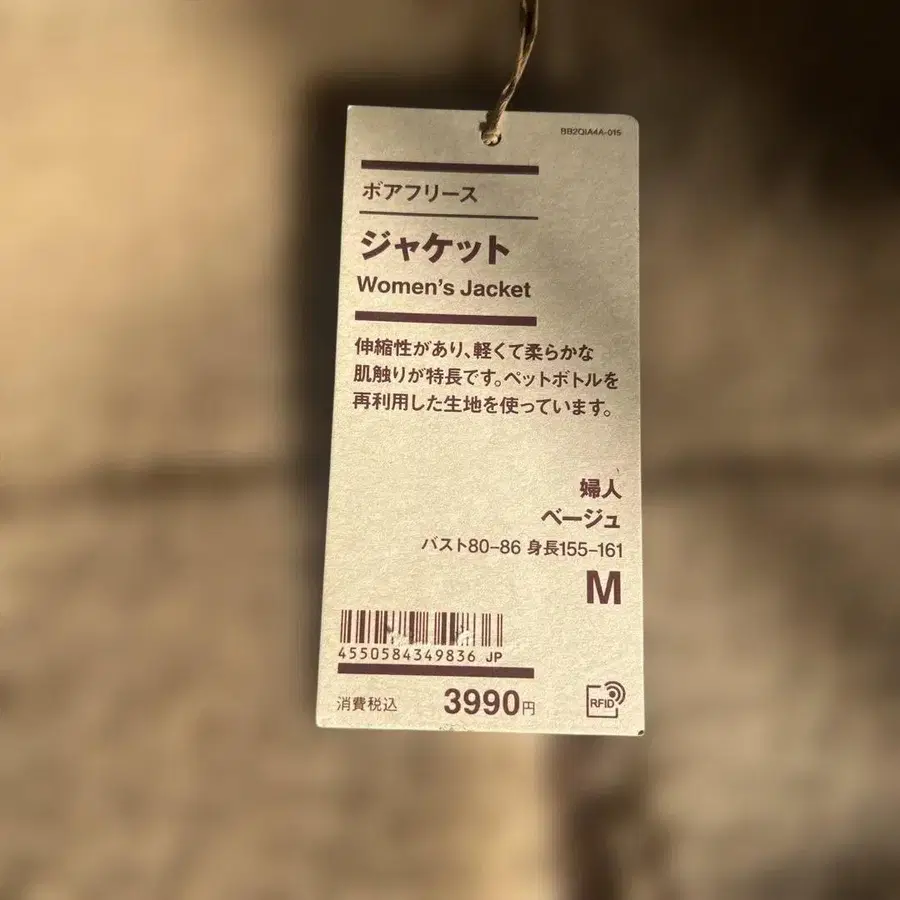 BB2QIA4A-015
ボアフリース
ジャケット
Women's Jacket
伸縮性があり、軽くて柔らかな
肌触りが特長です。ペットボトルを
再利用した生地を使っています。
婦人
ベージュ
バスト80–86 身長155–161
M
4550584349836 JP
消費税込 3990円
RFID